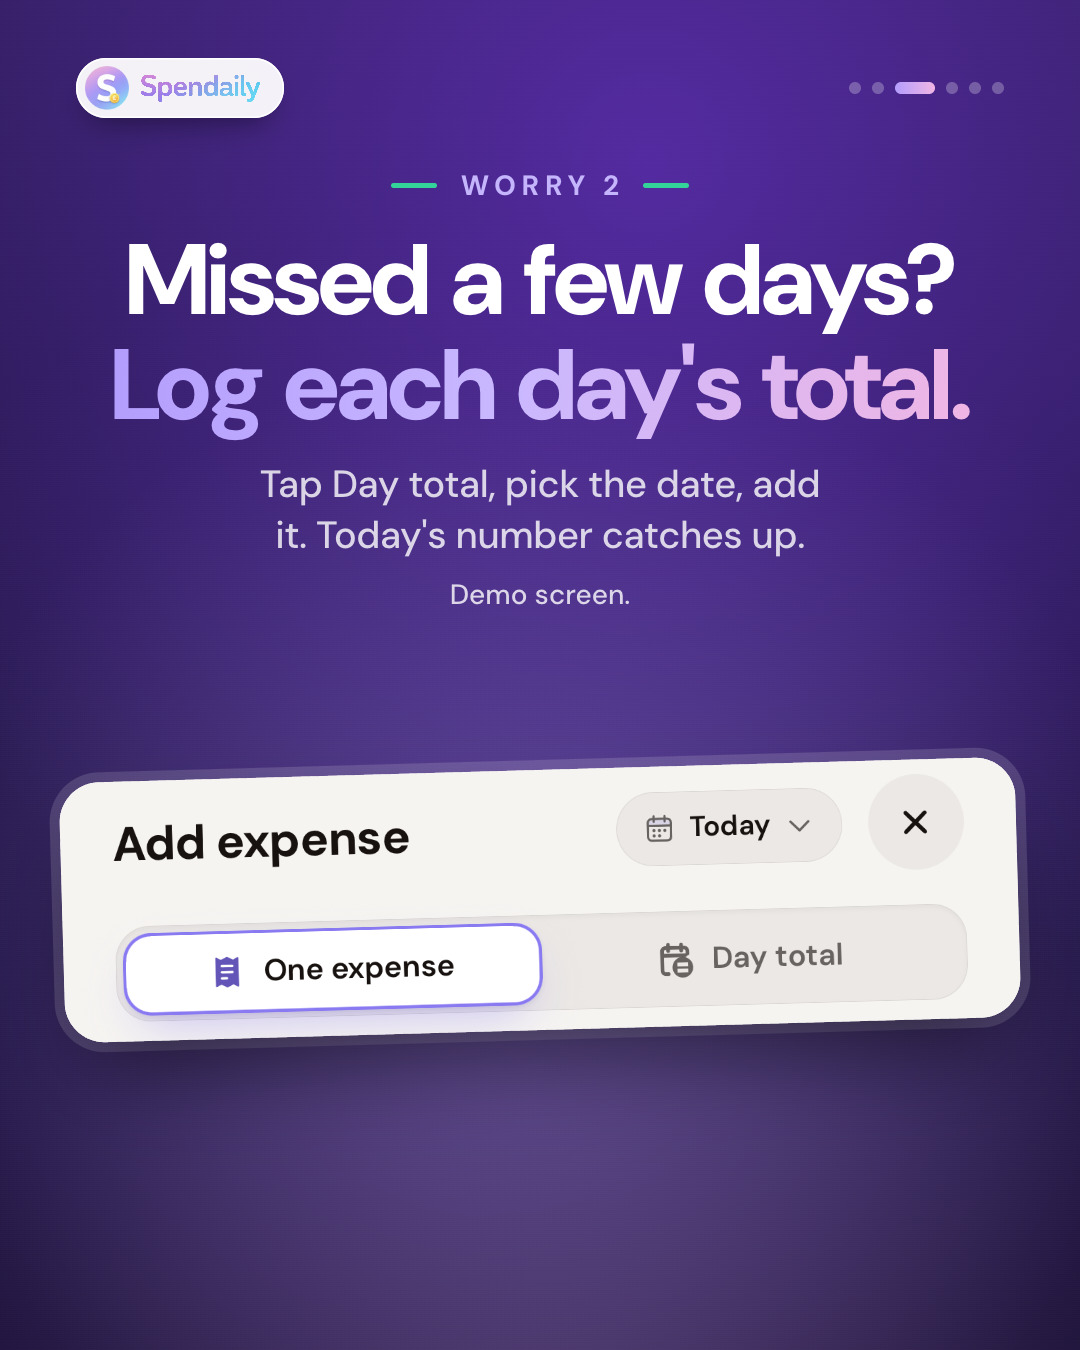 Spendaily
WORRY 2
Missed a few days?
Log each day's total.
Tap Day total, pick the date, add
it. Today's number catches up.
Demo screen.
Add expense
Today
One expense
Day total